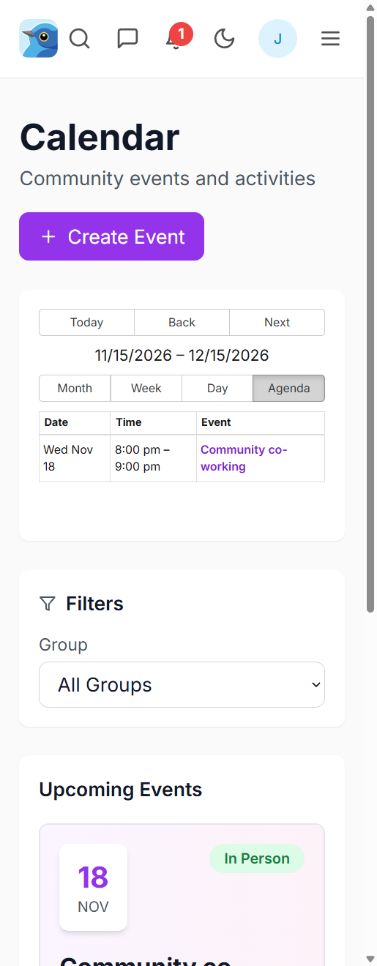 1
J
Calendar
Community events and activities
+ Create Event
Today Back Next
11/15/2026 – 12/15/2026
Month Week Day Agenda
Date Time Event
Wed Nov 18 8:00 pm – 9:00 pm Community co-working
Filters
Group
All Groups
Upcoming Events
In Person
18
NOV
Community co-